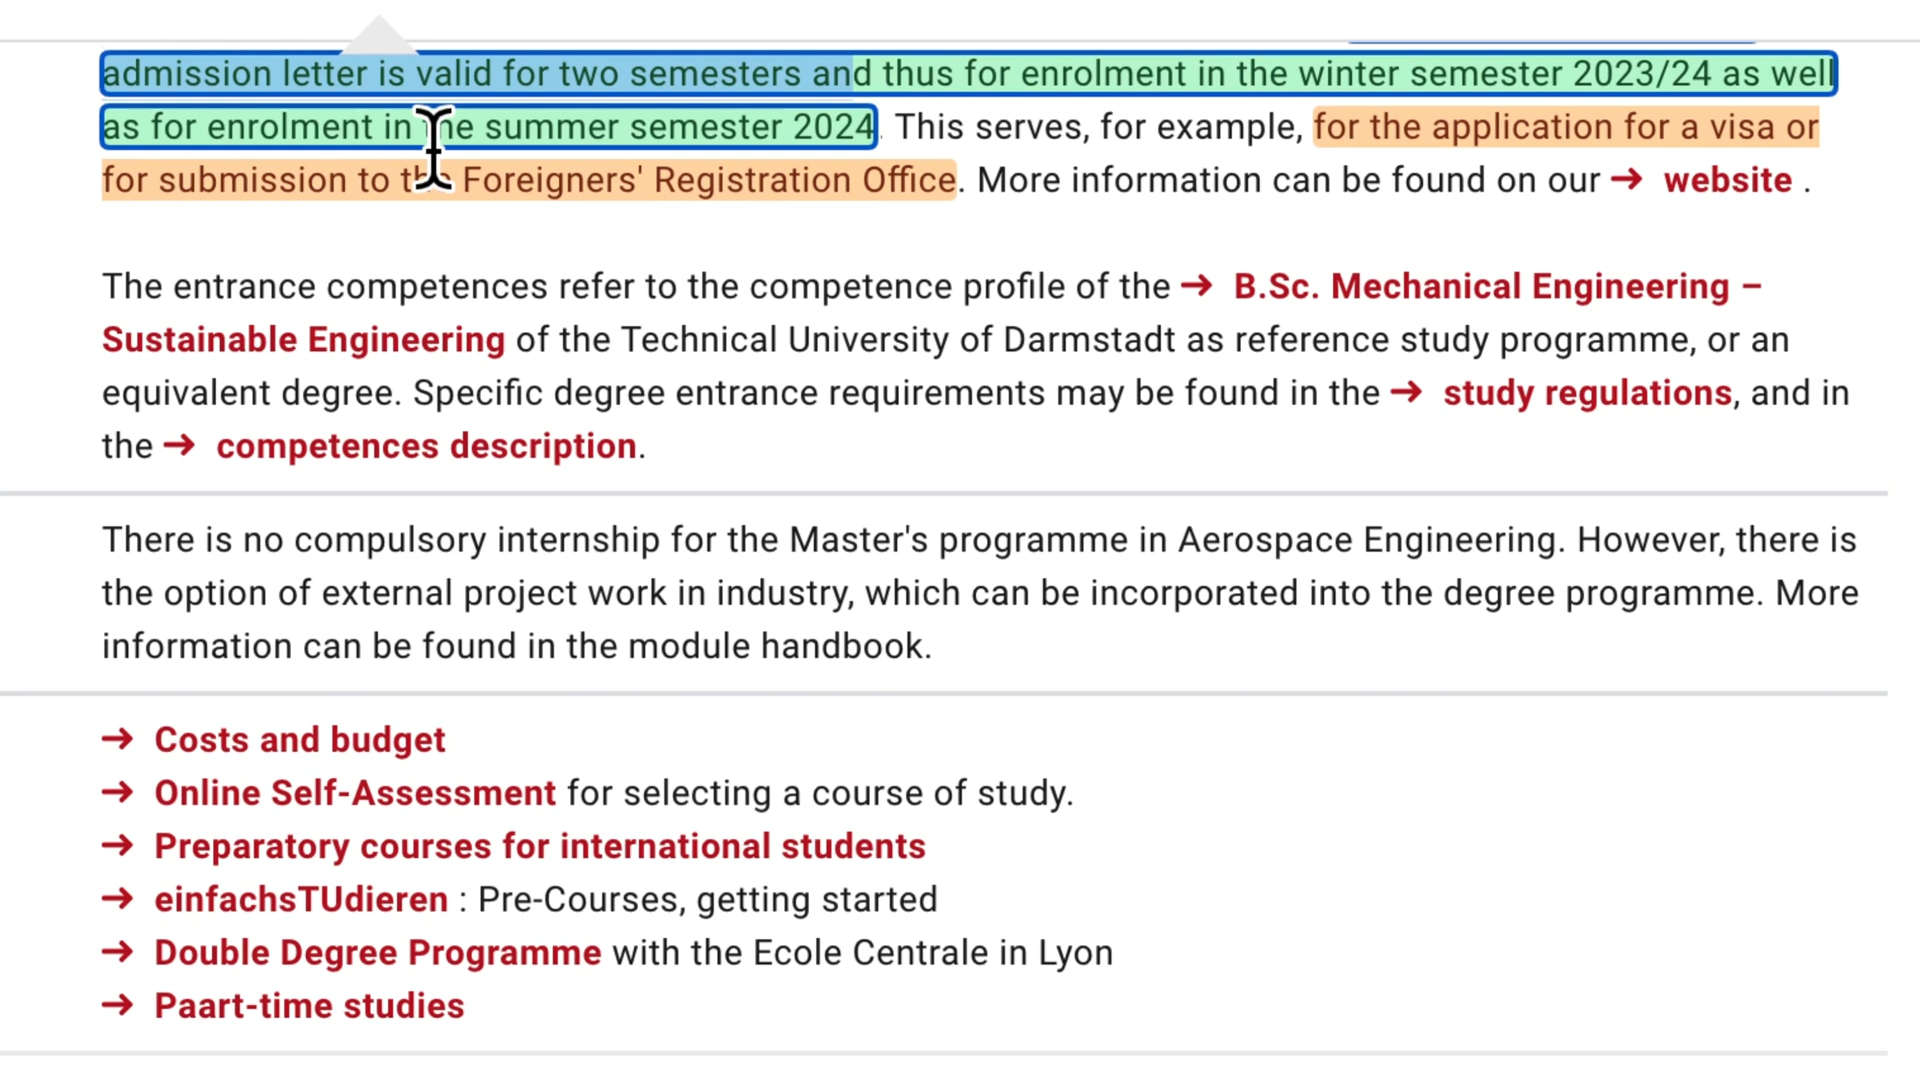 admission letter is valid for two semesters and thus for enrolment in the winter semester 2023/24 as well
as for enrolment in the summer semester 2024. This serves, for example, for the application for a visa or
for submission to the Foreigners' Registration Office. More information can be found on our → website .
The entrance competences refer to the competence profile of the → B.Sc. Mechanical Engineering –
Sustainable Engineering of the Technical University of Darmstadt as reference study programme, or an
equivalent degree. Specific degree entrance requirements may be found in the → study regulations, and in
the → competences description.
There is no compulsory internship for the Master's programme in Aerospace Engineering. However, there is
the option of external project work in industry, which can be incorporated into the degree programme. More
information can be found in the module handbook.
→ Costs and budget
→ Online Self-Assessment for selecting a course of study.
→ Preparatory courses for international students
→ einfachsTUdieren : Pre-Courses, getting started
→ Double Degree Programme with the Ecole Centrale in Lyon
→ Paart-time studies